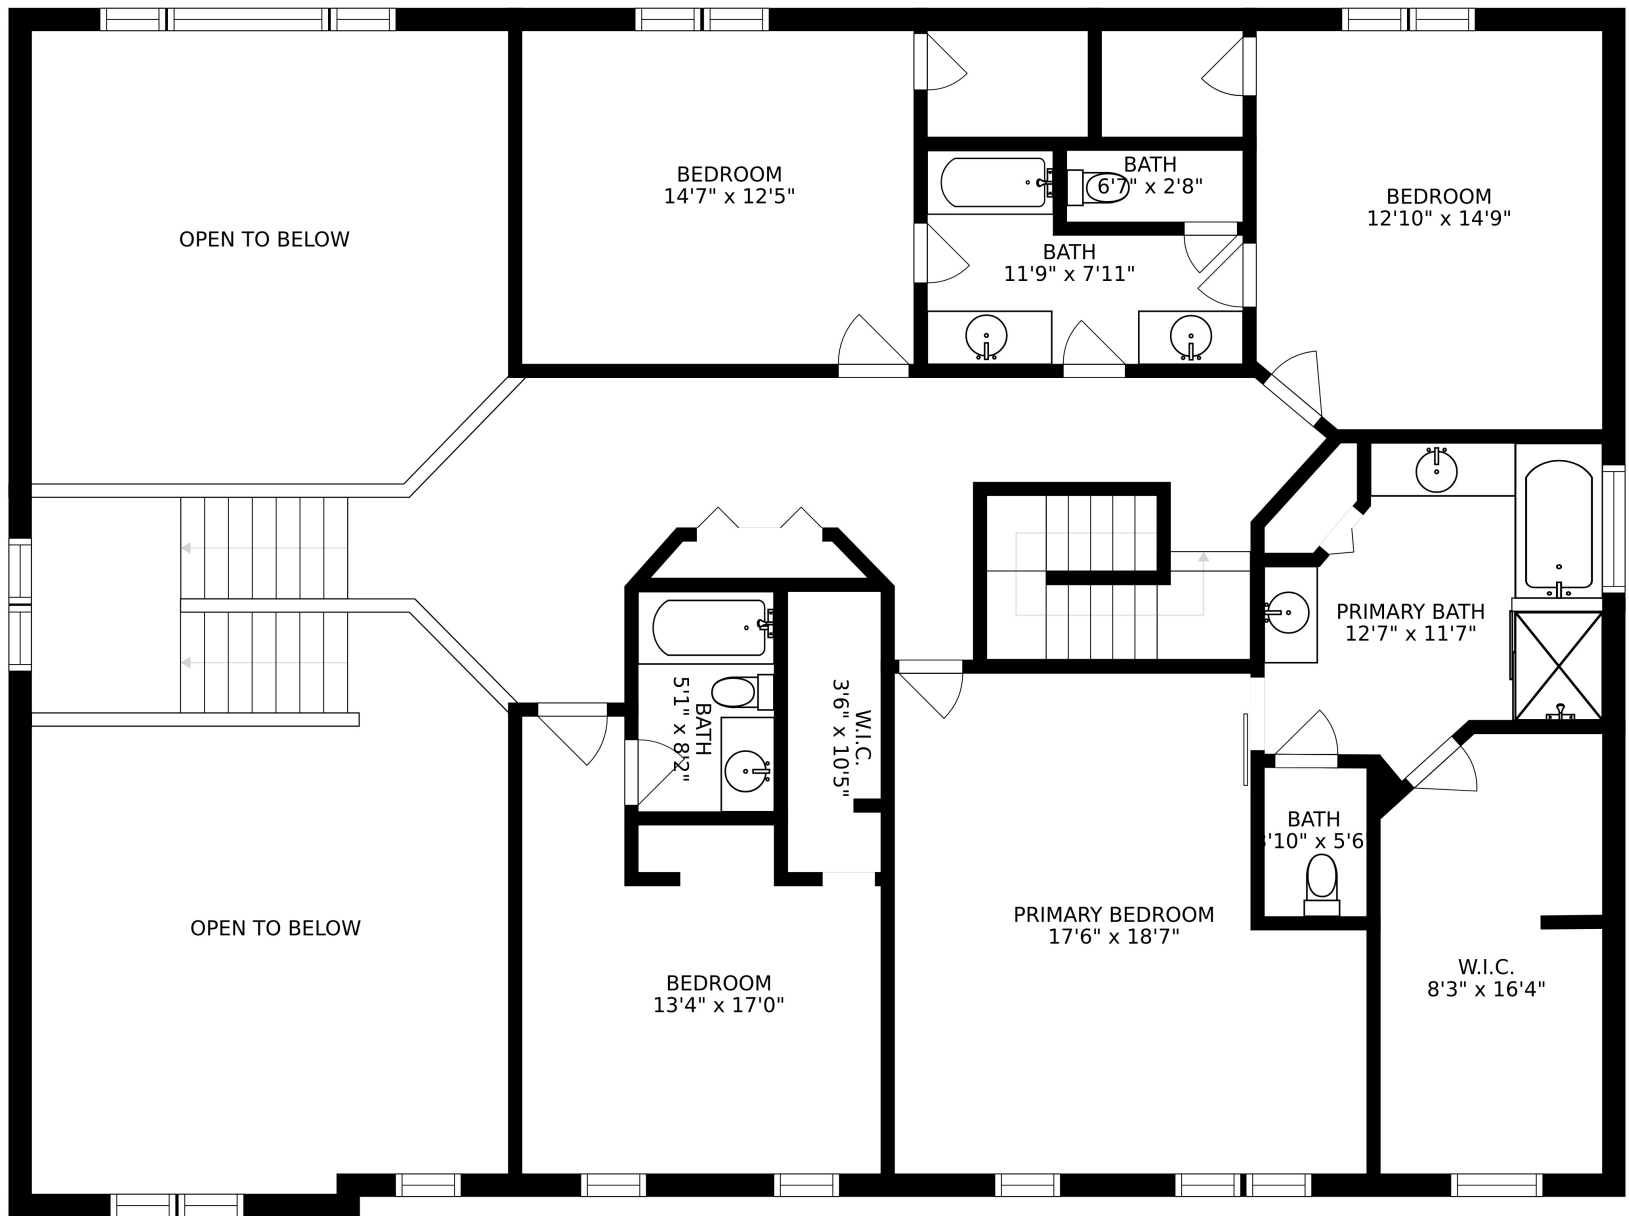 BEDROOM
14'7" x 12'5"
BATH
6'7" x 2'8"
BEDROOM
12'10" x 14'9"
OPEN TO BELOW
BATH
11'9" x 7'11"
PRIMARY BATH
12'7" x 11'7"
BATH
5'1" x 8'2"
W.I.C.
3'6" x 10'5"
BATH
'10" x 5'6
PRIMARY BEDROOM
17'6" x 18'7"
OPEN TO BELOW
BEDROOM
13'4" x 17'0"
W.I.C.
8'3" x 16'4"